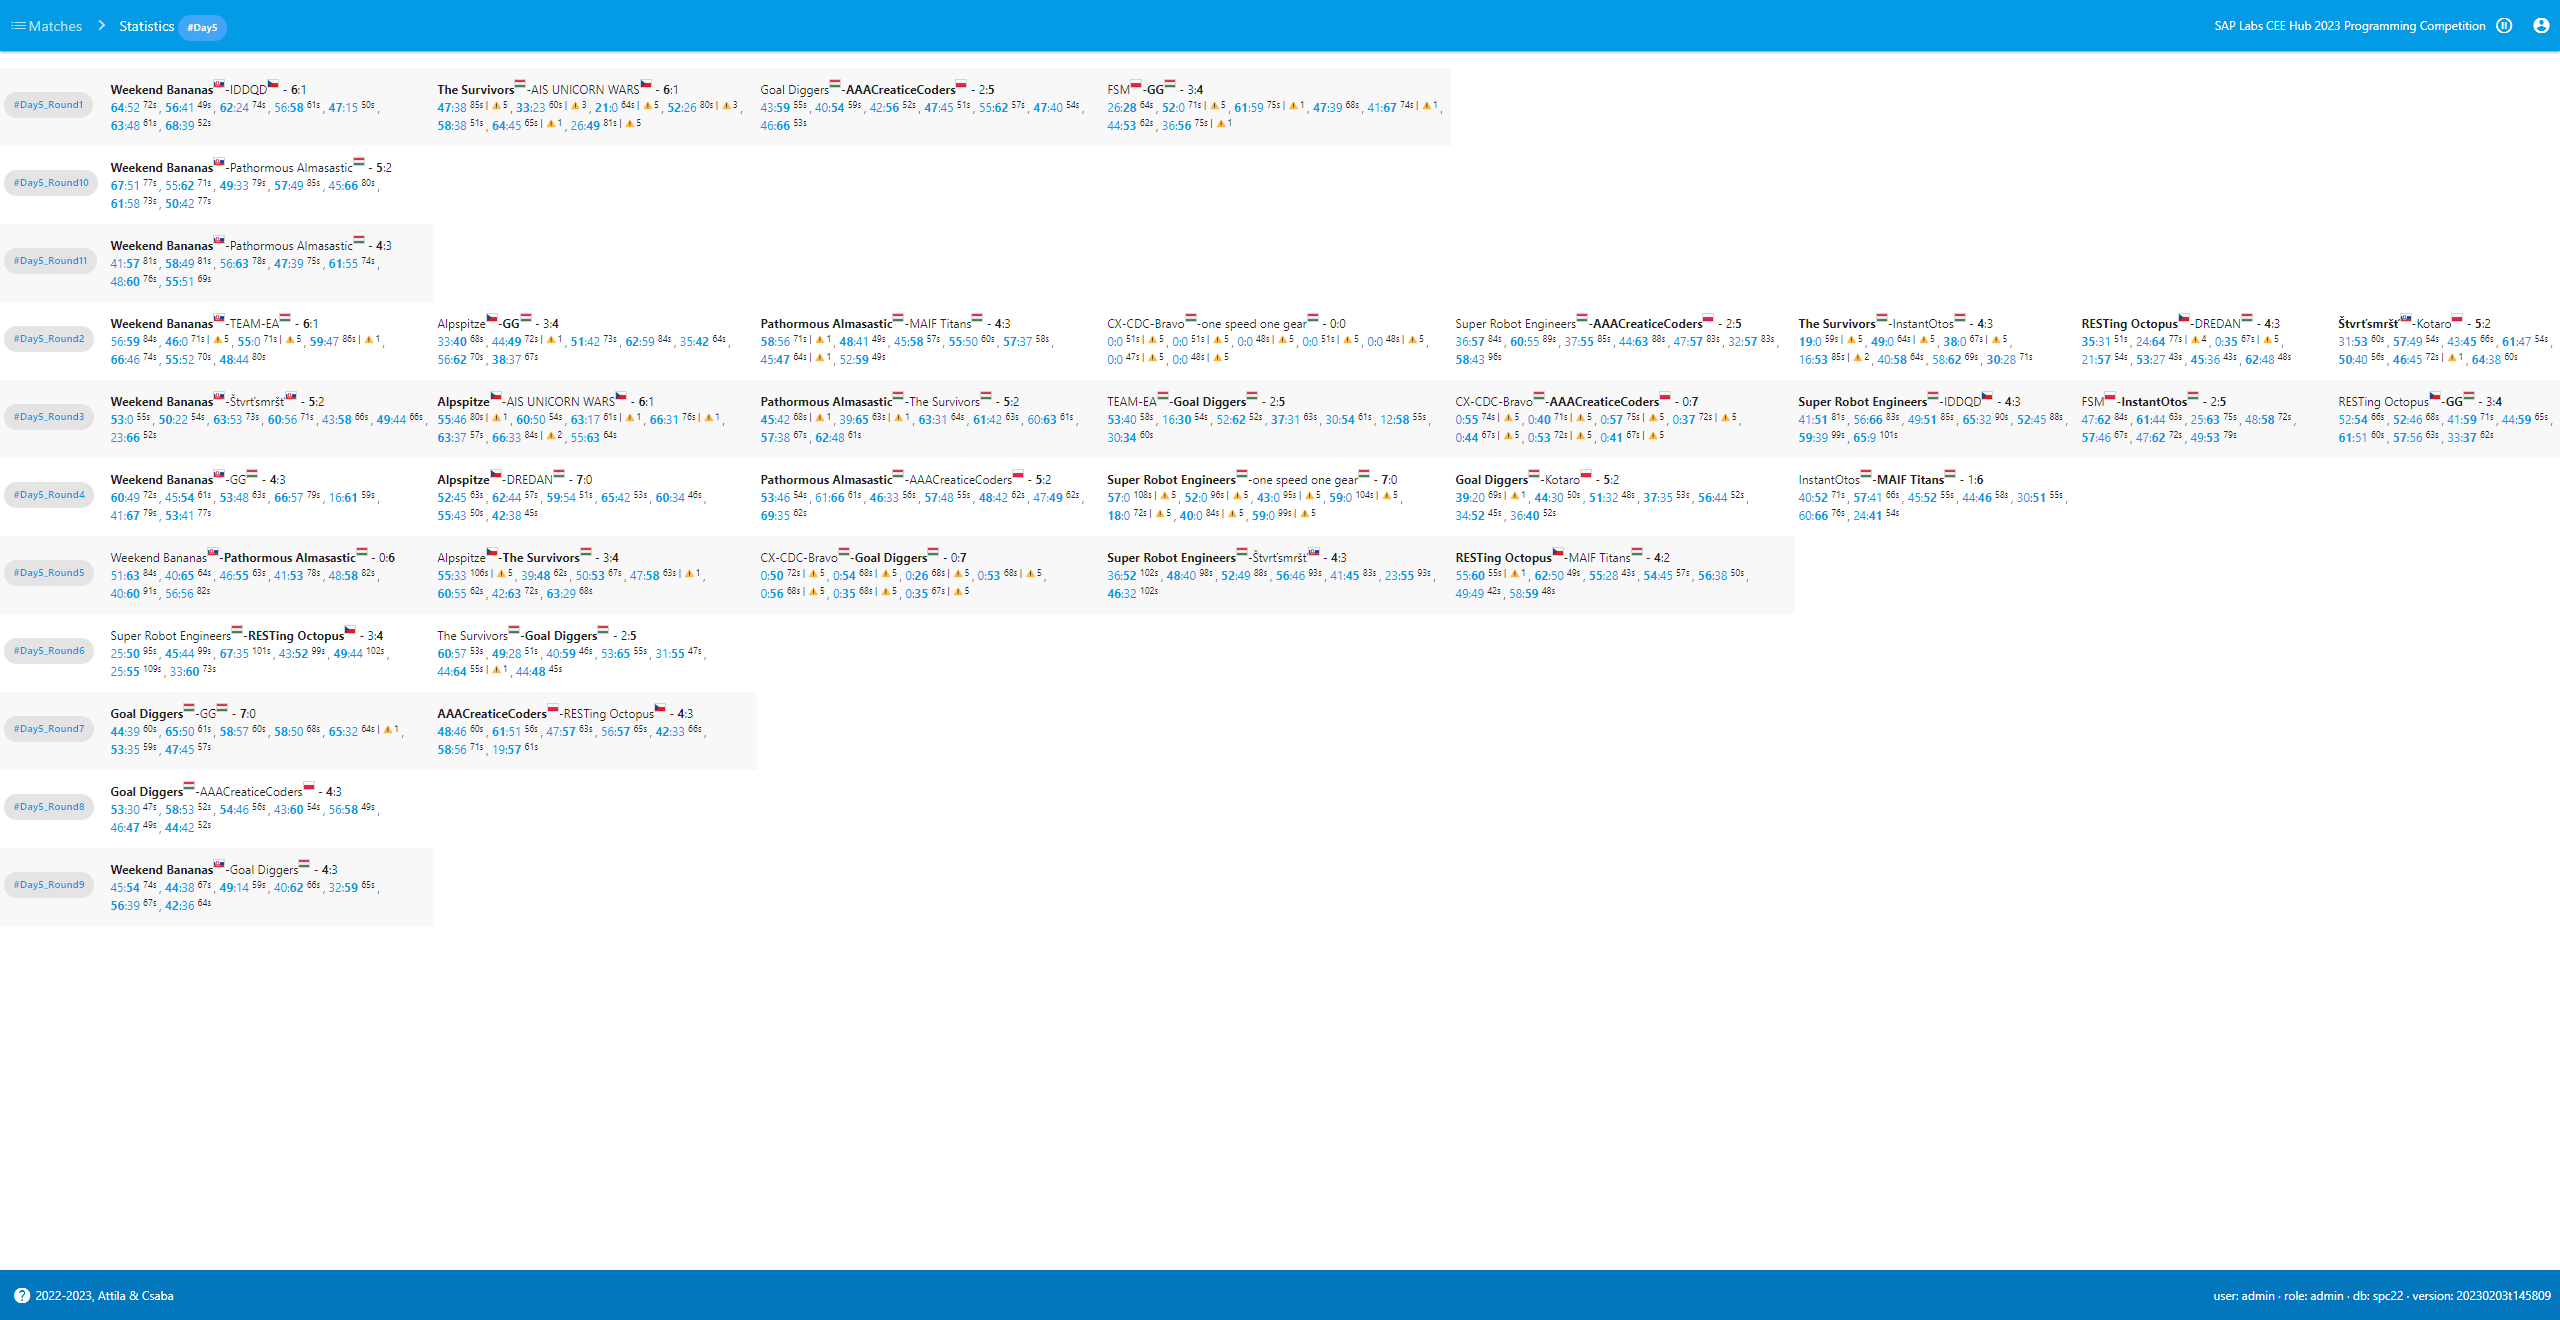 Matches > Statistics #Day5
SAP Labs CEE Hub 2023 Programming Competition
#Day5_Round1
Weekend Bananas-IDDQD - 6:1
64:52 72s, 56:41 49s, 62:24 74s, 56:58 61s, 47:15 50s,
63:48 61s, 68:39 52s
The Survivors-AIS UNICORN WARS - 6:1
47:38 85s | ⚠ 5, 33:23 60s | ⚠ 3, 21:0 64s | ⚠ 5, 52:26 80s | ⚠ 3,
58:38 51s, 64:45 65s | ⚠ 1, 26:49 81s | ⚠ 5
Goal Diggers-AAACreaticeCoders - 2:5
43:59 55s, 40:54 59s, 42:56 52s, 47:45 51s, 55:62 57s, 47:40 54s,
46:66 53s
FSM-GG - 3:4
26:28 64s, 52:0 71s | ⚠ 5, 61:59 75s | ⚠ 1, 47:39 68s, 41:67 74s | ⚠ 1,
44:53 62s, 36:56 75s | ⚠ 1
#Day5_Round10
Weekend Bananas-Pathormous Almasastic - 5:2
67:51 77s, 55:62 71s, 49:33 79s, 57:49 85s, 45:66 80s,
61:58 73s, 50:42 77s
#Day5_Round11
Weekend Bananas-Pathormous Almasastic - 4:3
41:57 81s, 58:49 81s, 56:63 78s, 47:39 75s, 61:55 74s,
48:60 76s, 55:51 69s
#Day5_Round2
Weekend Bananas-TEAM-EA - 6:1
56:59 84s, 46:0 71s | ⚠ 5, 55:0 71s | ⚠ 5, 59:47 86s | ⚠ 1,
66:46 74s, 55:52 70s, 48:44 80s
Alpspitze-GG - 3:4
33:40 68s, 44:49 72s | ⚠ 1, 51:42 73s, 62:59 84s, 35:42 64s,
56:62 70s, 38:37 67s
Pathormous Almasastic-MAIF Titans - 4:3
58:56 71s | ⚠ 1, 48:41 49s, 45:58 57s, 55:50 60s, 57:37 58s,
45:47 64s | ⚠ 1, 52:59 49s
CX-CDC-Bravo-one speed one gear - 0:0
0:0 51s | ⚠ 5, 0:0 51s | ⚠ 5, 0:0 48s | ⚠ 5, 0:0 51s | ⚠ 5, 0:0 48s | ⚠ 5,
0:0 47s | ⚠ 5, 0:0 48s | ⚠ 5
Super Robot Engineers-AAACreaticeCoders - 2:5
36:57 84s, 60:55 89s, 37:55 85s, 44:63 88s, 47:57 83s, 32:57 83s,
58:43 96s
The Survivors-InstantOtos - 4:3
19:0 59s | ⚠ 5, 49:0 64s | ⚠ 5, 38:0 67s | ⚠ 5,
16:53 85s | ⚠ 2, 40:58 64s, 58:62 69s, 30:28 71s
RESTing Octopus-DREDAN - 4:3
35:31 51s, 24:64 77s | ⚠ 4, 0:35 67s | ⚠ 5,
21:57 54s, 53:27 43s, 45:36 43s, 62:48 48s
Štvrťsmršť-Kotaro - 5:2
31:53 60s, 57:49 54s, 43:45 66s, 61:47 54s,
50:40 56s, 46:45 72s | ⚠ 1, 64:38 60s
#Day5_Round3
Weekend Bananas-Štvrťsmršť - 5:2
53:0 55s, 50:22 54s, 63:53 73s, 60:56 71s, 43:58 66s, 49:44 66s,
23:66 52s
Alpspitze-AIS UNICORN WARS - 6:1
55:46 80s | ⚠ 1, 60:50 54s, 63:17 61s | ⚠ 1, 66:31 76s | ⚠ 1,
63:37 57s, 66:33 84s | ⚠ 2, 55:63 64s
Pathormous Almasastic-The Survivors - 5:2
45:42 68s | ⚠ 1, 39:65 63s | ⚠ 1, 63:31 64s, 61:42 63s, 60:63 61s,
57:38 67s, 62:48 61s
TEAM-EA-Goal Diggers - 2:5
53:40 58s, 16:30 54s, 52:62 52s, 37:31 63s, 30:54 61s, 12:58 55s,
30:34 60s
CX-CDC-Bravo-AAACreaticeCoders - 0:7
0:55 74s | ⚠ 5, 0:40 71s | ⚠ 5, 0:57 75s | ⚠ 5, 0:37 72s | ⚠ 5,
0:44 67s | ⚠ 5, 0:53 72s | ⚠ 5, 0:41 67s | ⚠ 5
Super Robot Engineers-IDDQD - 4:3
41:51 81s, 56:66 83s, 49:51 85s, 65:32 90s, 52:45 88s,
59:39 99s, 65:9 101s
FSM-InstantOtos - 2:5
47:62 84s, 61:44 63s, 25:63 75s, 48:58 72s,
57:46 67s, 47:62 72s, 49:53 79s
RESTing Octopus-GG - 3:4
52:54 66s, 52:46 68s, 41:59 71s, 44:59 65s,
61:51 60s, 57:56 63s, 33:37 62s
#Day5_Round4
Weekend Bananas-GG - 4:3
60:49 72s, 45:54 61s, 53:48 63s, 66:57 79s, 16:61 59s,
41:67 79s, 53:41 77s
Alpspitze-DREDAN - 7:0
52:45 63s, 62:44 57s, 59:54 51s, 65:42 53s, 60:34 46s,
55:43 50s, 42:38 45s
Pathormous Almasastic-AAACreaticeCoders - 5:2
53:46 54s, 61:66 61s, 46:33 56s, 57:48 55s, 48:42 62s, 47:49 62s,
69:35 62s
Super Robot Engineers-one speed one gear - 7:0
57:0 108s | ⚠ 5, 52:0 96s | ⚠ 5, 43:0 95s | ⚠ 5, 59:0 104s | ⚠ 5,
18:0 72s | ⚠ 5, 40:0 84s | ⚠ 5, 59:0 99s | ⚠ 5
Goal Diggers-Kotaro - 5:2
39:20 69s | ⚠ 1, 44:30 50s, 51:32 48s, 37:35 53s, 56:44 52s,
34:52 45s, 36:40 52s
InstantOtos-MAIF Titans - 1:6
40:52 71s, 57:41 66s, 45:52 55s, 44:46 58s, 30:51 55s,
60:66 76s, 24:41 54s
#Day5_Round5
Weekend Bananas-Pathormous Almasastic - 0:6
51:63 84s, 40:65 64s, 46:55 63s, 41:53 78s, 48:58 82s,
40:60 91s, 56:56 82s
Alpspitze-The Survivors - 3:4
55:33 106s | ⚠ 5, 39:48 62s, 50:53 67s, 47:58 63s | ⚠ 1,
60:55 62s, 42:63 72s, 63:29 68s
CX-CDC-Bravo-Goal Diggers - 0:7
0:50 72s | ⚠ 5, 0:54 68s | ⚠ 5, 0:26 68s | ⚠ 5, 0:53 68s | ⚠ 5,
0:56 68s | ⚠ 5, 0:35 68s | ⚠ 5, 0:35 67s | ⚠ 5
Super Robot Engineers-Štvrťsmršť - 4:3
36:52 102s, 48:40 98s, 52:49 88s, 56:46 93s, 41:45 83s, 23:55 93s,
46:32 102s
RESTing Octopus-MAIF Titans - 4:2
55:60 55s | ⚠ 1, 62:50 49s, 55:28 43s, 54:45 57s, 56:38 50s,
49:49 42s, 58:59 48s
#Day5_Round6
Super Robot Engineers-RESTing Octopus - 3:4
25:50 95s, 45:44 99s, 67:35 101s, 43:52 99s, 49:44 102s,
25:55 109s, 33:60 73s
The Survivors-Goal Diggers - 2:5
60:57 53s, 49:28 51s, 40:59 46s, 53:65 55s, 31:55 47s,
44:64 55s | ⚠ 1, 44:48 45s
#Day5_Round7
Goal Diggers-GG - 7:0
44:39 60s, 65:50 61s, 58:57 60s, 58:50 68s, 65:32 64s | ⚠ 1,
53:35 59s, 47:45 57s
AAACreaticeCoders-RESTing Octopus - 4:3
48:46 60s, 61:51 56s, 47:57 63s, 56:57 65s, 42:33 66s,
58:56 71s, 19:57 61s
#Day5_Round8
Goal Diggers-AAACreaticeCoders - 4:3
53:30 47s, 58:53 52s, 54:46 56s, 43:60 54s, 56:58 49s,
46:47 49s, 44:42 52s
#Day5_Round9
Weekend Bananas-Goal Diggers - 4:3
45:54 74s, 44:38 67s, 49:14 59s, 40:62 66s, 32:59 65s,
56:39 67s, 42:36 64s
2022-2023, Attila & Csaba
user: admin · role: admin · db: spc22 · version: 20230203t145809